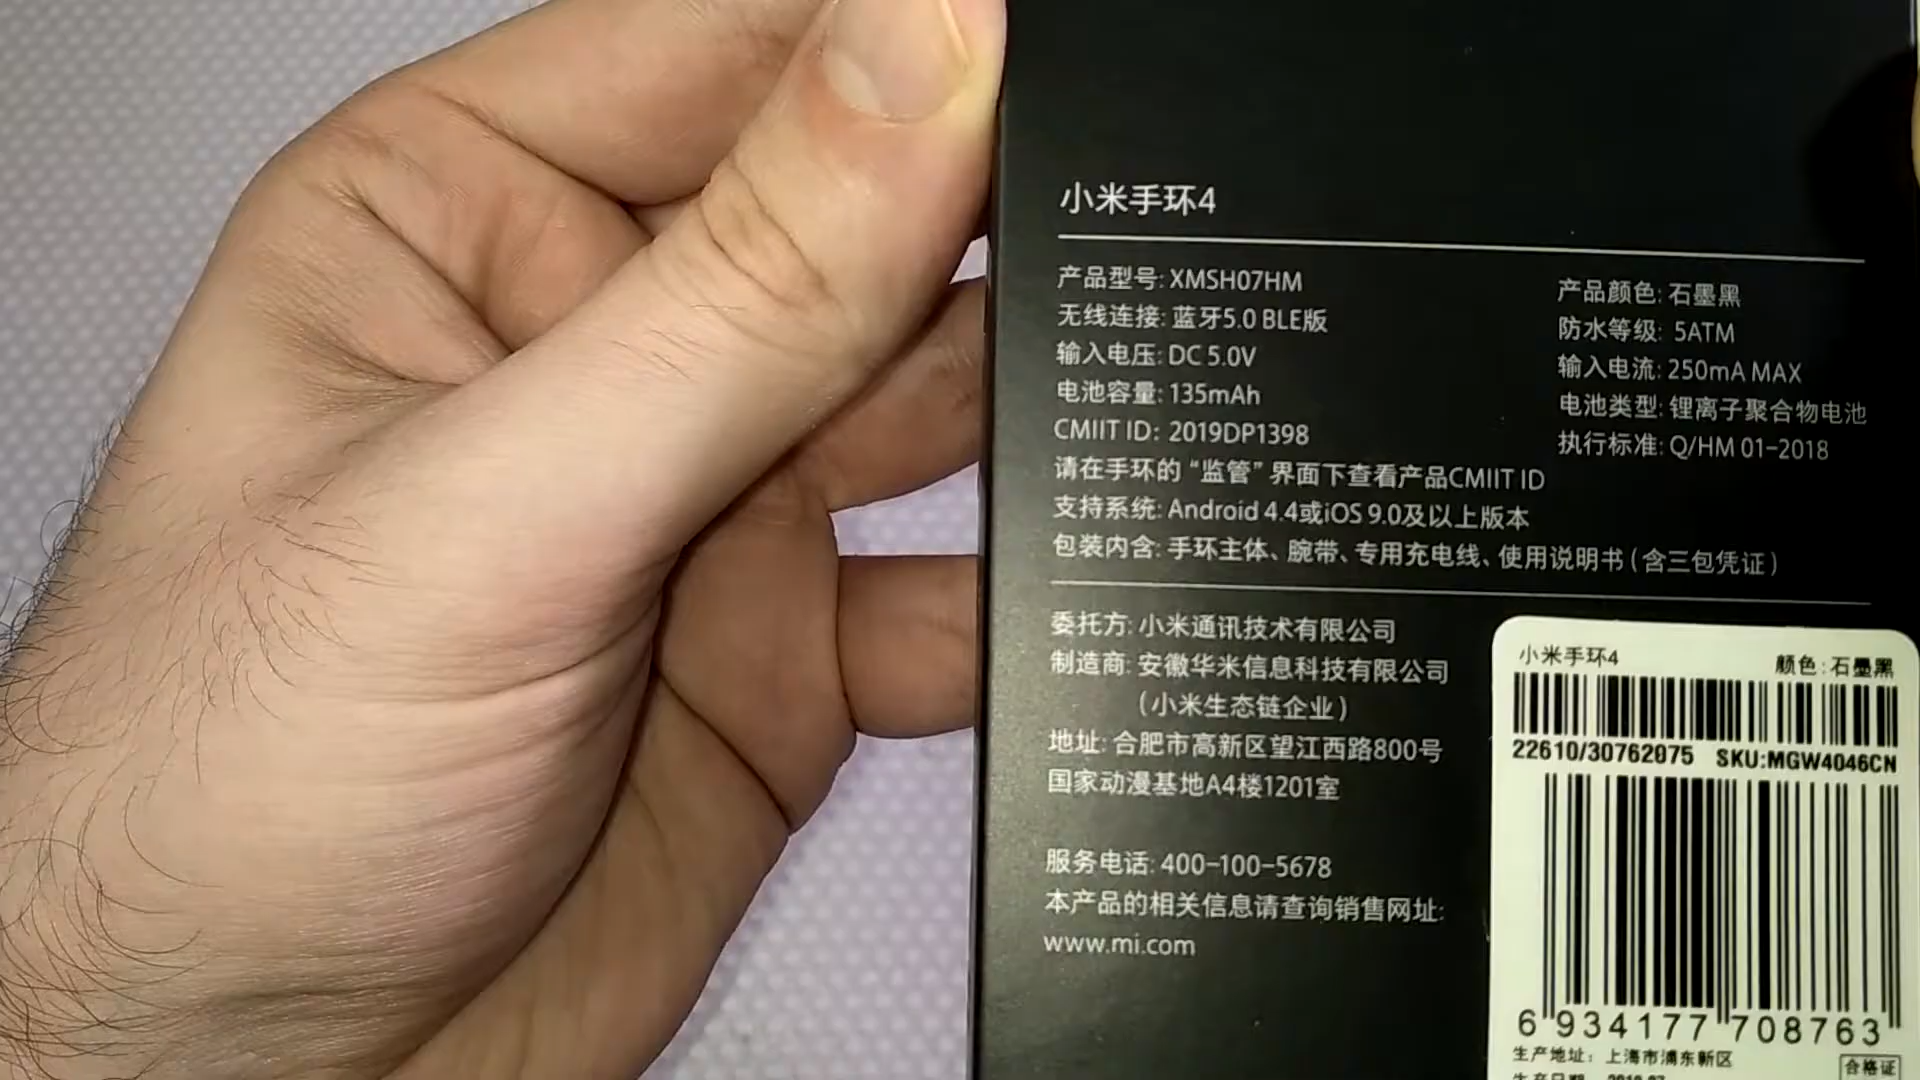 小米手环4
产品型号: XMSH07HM
产品颜色: 石墨黑
无线连接: 蓝牙5.0 BLE版
防水等级: 5ATM
输入电压: DC 5.0V
输入电流: 250mA MAX
电池容量: 135mAh
电池类型: 锂离子聚合物电池
CMIIT ID: 2019DP1398
执行标准: Q/HM 01-2018
请在手环的“监管”界面下查看产品CMIIT ID
支持系统: Android 4.4或iOS 9.0及以上版本
包装内含: 手环主体、腕带、专用充电线、使用说明书(含三包凭证)
委托方: 小米通讯技术有限公司
制造商: 安徽华米信息科技有限公司
(小米生态链企业)
地址: 合肥市高新区望江西路800号
国家动漫基地A4楼1201室
服务电话: 400-100-5678
本产品的相关信息请查询销售网址:
www.mi.com
小米手环4 颜色:石墨黑
22610/30762075 SKU:MGW4046CN
6 934177 708763
生产地址: 上海市浦东新区
合格证